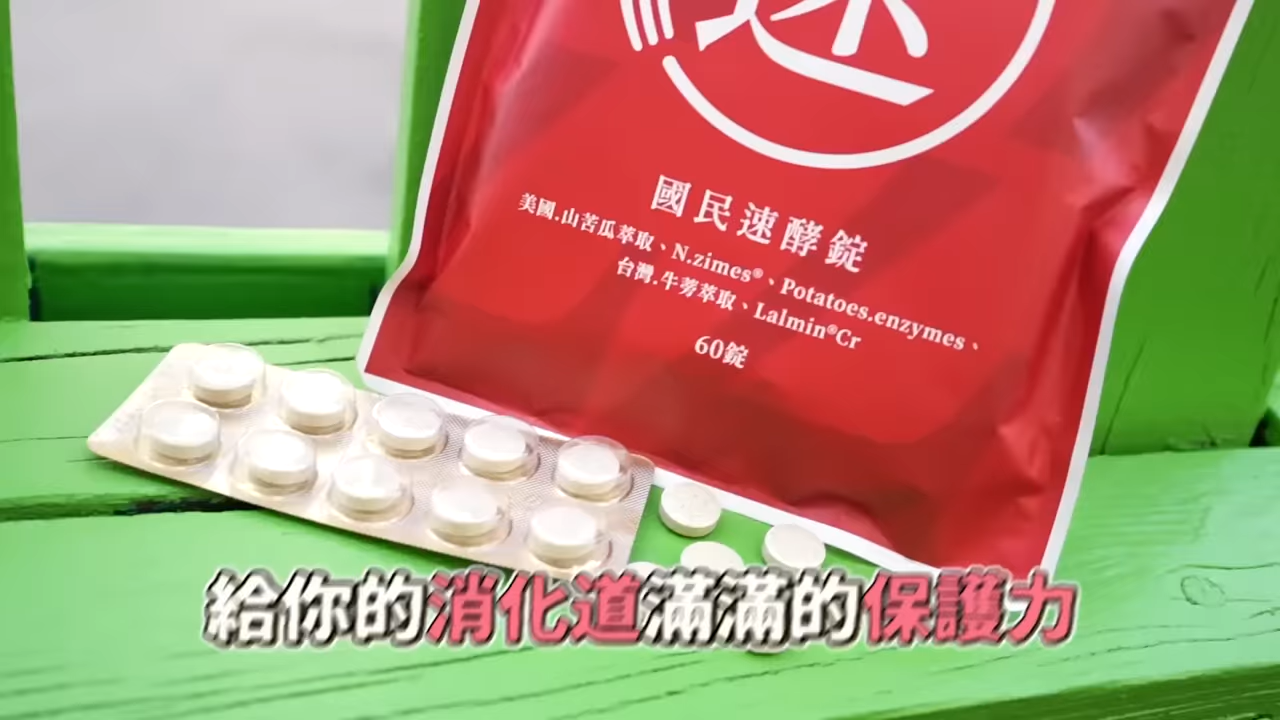 速
國民速酵錠
美國.山苦瓜萃取、N.zimes®、Potatoes.enzymes、
台灣.牛蒡萃取、Lalmin®Cr
60錠
給你的消化道滿滿的保護力